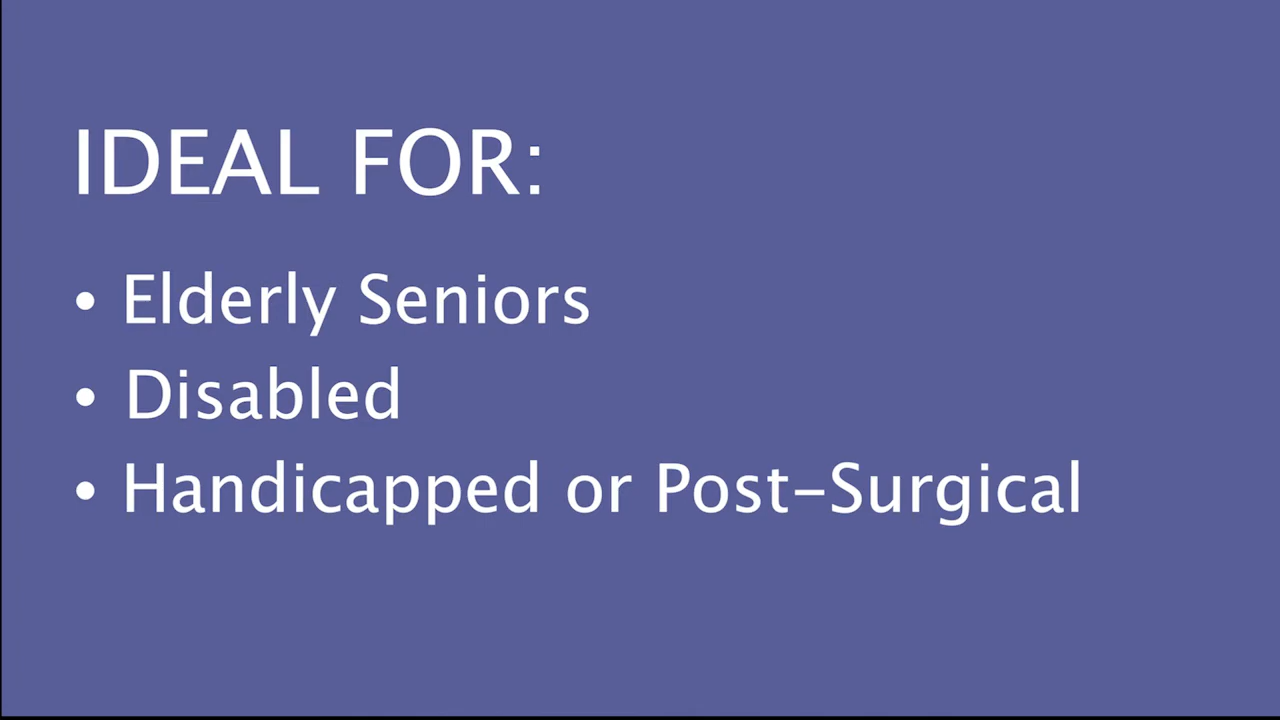 IDEAL FOR:
• Elderly Seniors
• Disabled
• Handicapped or Post-Surgical